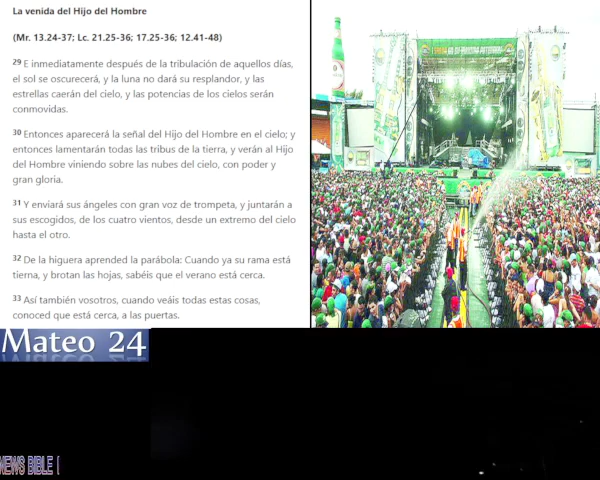 La venida del Hijo del Hombre
(Mr. 13.24-37; Lc. 21.25-36; 17.25-36; 12.41-48)
29 E inmediatamente después de la tribulación de aquellos días,
el sol se oscurecerá, y la luna no dará su resplandor, y las
estrellas caerán del cielo, y las potencias de los cielos serán
conmovidas.
30 Entonces aparecerá la señal del Hijo del Hombre en el cielo; y
entonces lamentarán todas las tribus de la tierra, y verán al Hijo
del Hombre viniendo sobre las nubes del cielo, con poder y
gran gloria.
31 Y enviará sus ángeles con gran voz de trompeta, y juntarán a
sus escogidos, de los cuatro vientos, desde un extremo del cielo
hasta el otro.
32 De la higuera aprended la parábola: Cuando ya su rama está
tierna, y brotan las hojas, sabéis que el verano está cerca.
33 Así también vosotros, cuando veáis todas estas cosas,
conoced que está cerca, a las puertas.
Mateo 24
NEWS BIBLE